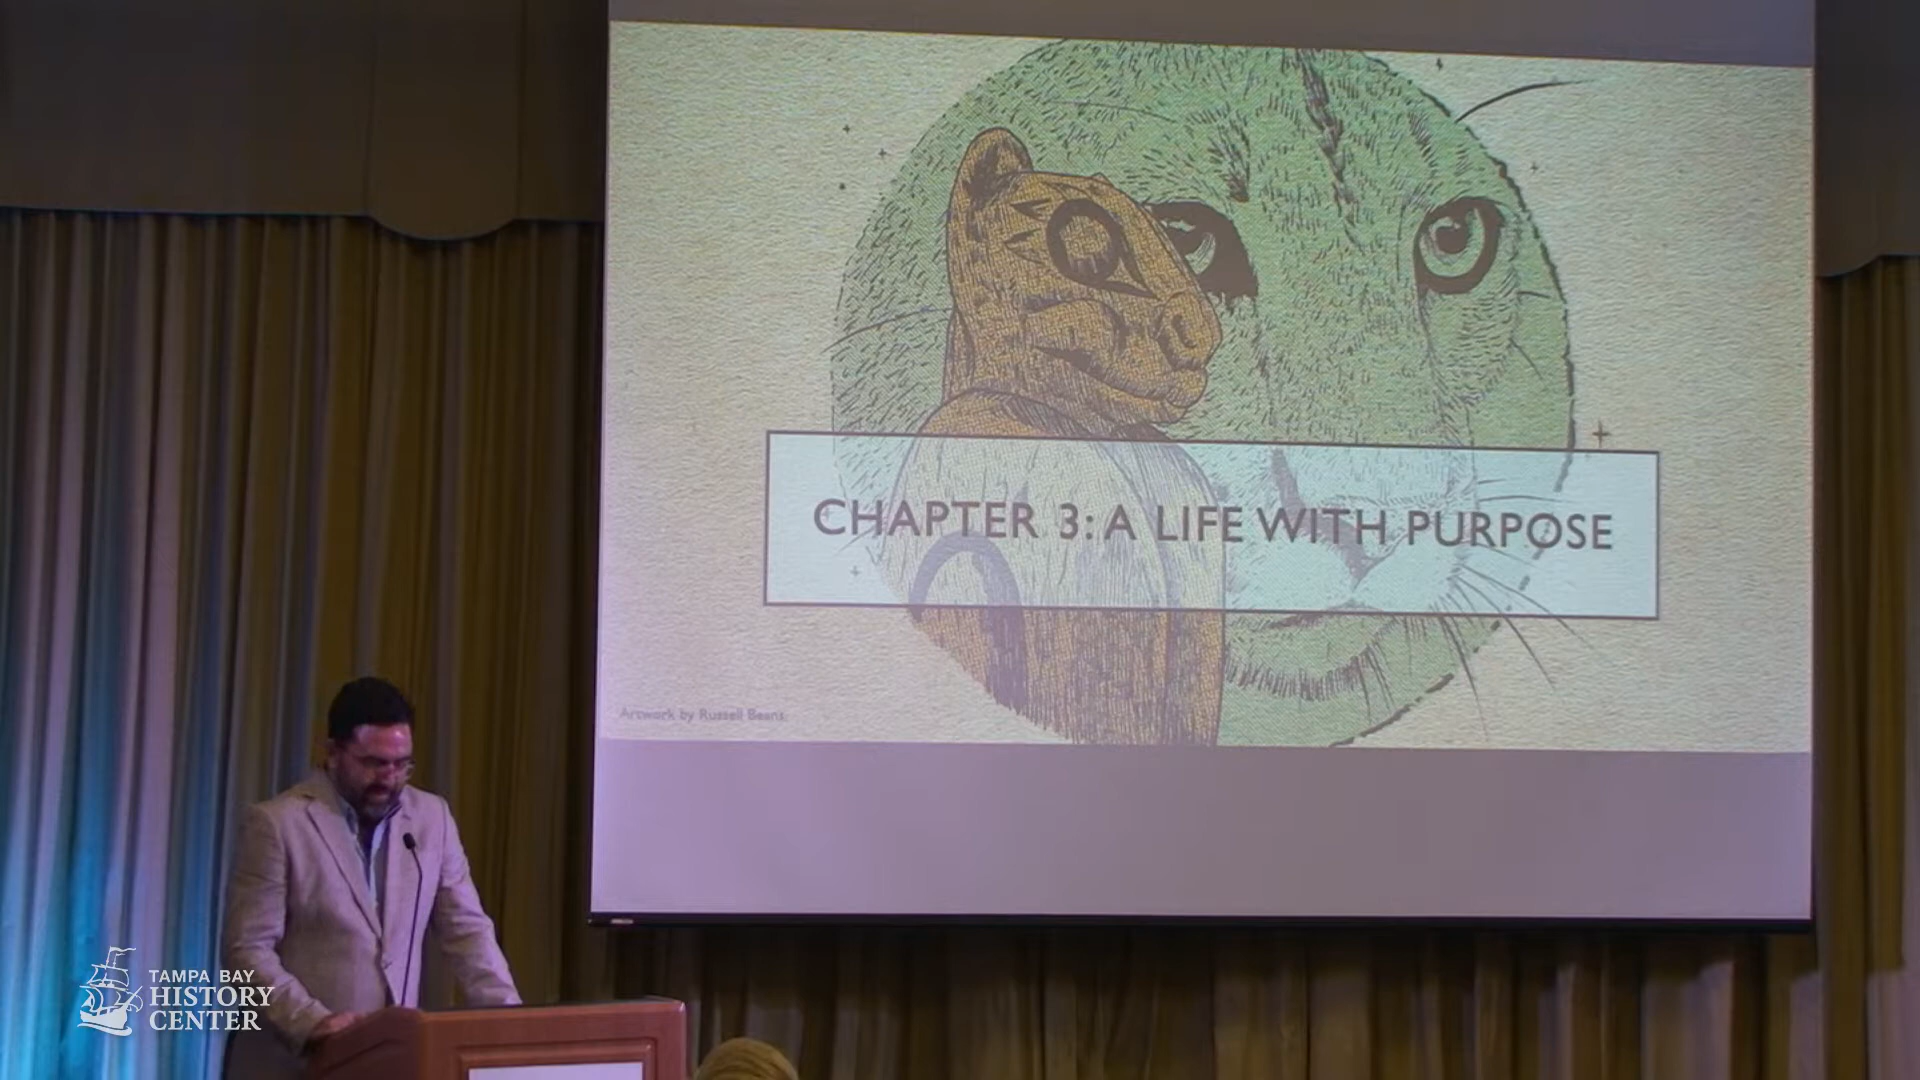 CHAPTER 3: A LIFE WITH PURPOSE
Artwork by Russell Beans.
TAMPA BAY
HISTORY
CENTER